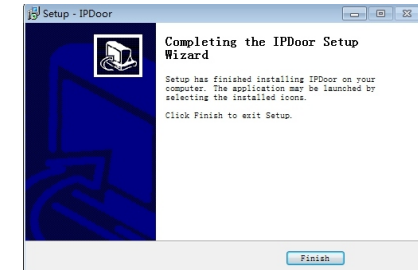 Setup - IPDoor
Completing the IPDoor Setup
Wizard
Setup has finished installing IPDoor on your
computer. The application may be launched by
selecting the installed icons.
Click Finish to exit Setup.
Finish